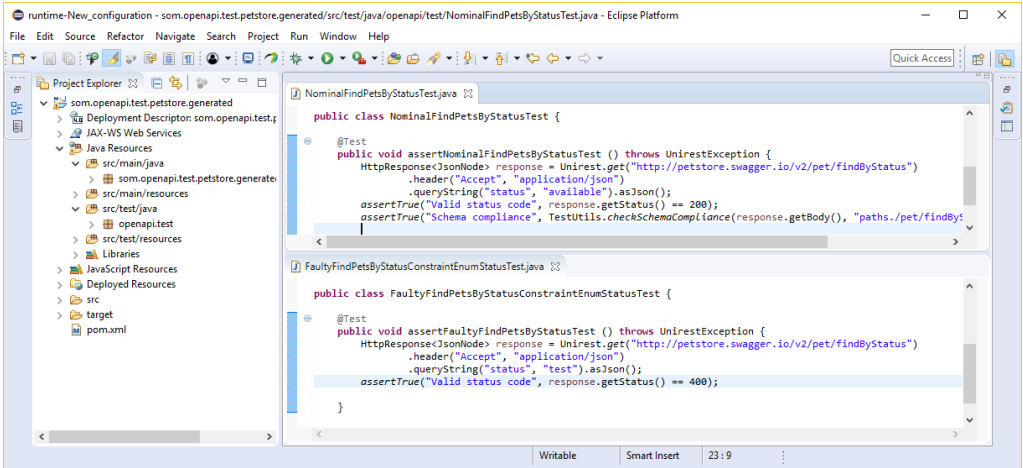 runtime-New_configuration - som.openapi.test.petstore.generated/src/test/java/openapi/test/NominalFindPetsByStatusTest.java - Eclipse Platform
File Edit Source Refactor Navigate Search Project Run Window Help
Quick Access
Project Explorer
som.openapi.test.petstore.generated
Deployment Descriptor: som.openapi.test.p
JAX-WS Web Services
Java Resources
src/main/java
som.openapi.test.petstore.generate
src/main/resources
src/test/java
openapi.test
src/test/resources
Libraries
JavaScript Resources
Deployed Resources
src
target
pom.xml
NominalFindPetsByStatusTest.java
public class NominalFindPetsByStatusTest {
@Test
public void assertNominalFindPetsByStatusTest () throws UnirestException {
HttpResponse<JsonNode> response = Unirest.get("http://petstore.swagger.io/v2/pet/findByStatus")
.header("Accept", "application/json")
.queryString("status", "available").asJson();
assertTrue("Valid status code", response.getStatus() == 200);
assertTrue("Schema compliance", TestUtils.checkSchemaCompliance(response.getBody(), "paths./pet/findByS
FaultyFindPetsByStatusConstraintEnumStatusTest.java
public class FaultyFindPetsByStatusConstraintEnumStatusTest {
@Test
public void assertFaultyFindPetsByStatusTest () throws UnirestException {
HttpResponse<JsonNode> response = Unirest.get("http://petstore.swagger.io/v2/pet/findByStatus")
.header("Accept", "application/json")
.queryString("status", "test").asJson();
assertTrue("Valid status code", response.getStatus() == 400);
}
Writable Smart Insert 23 : 9